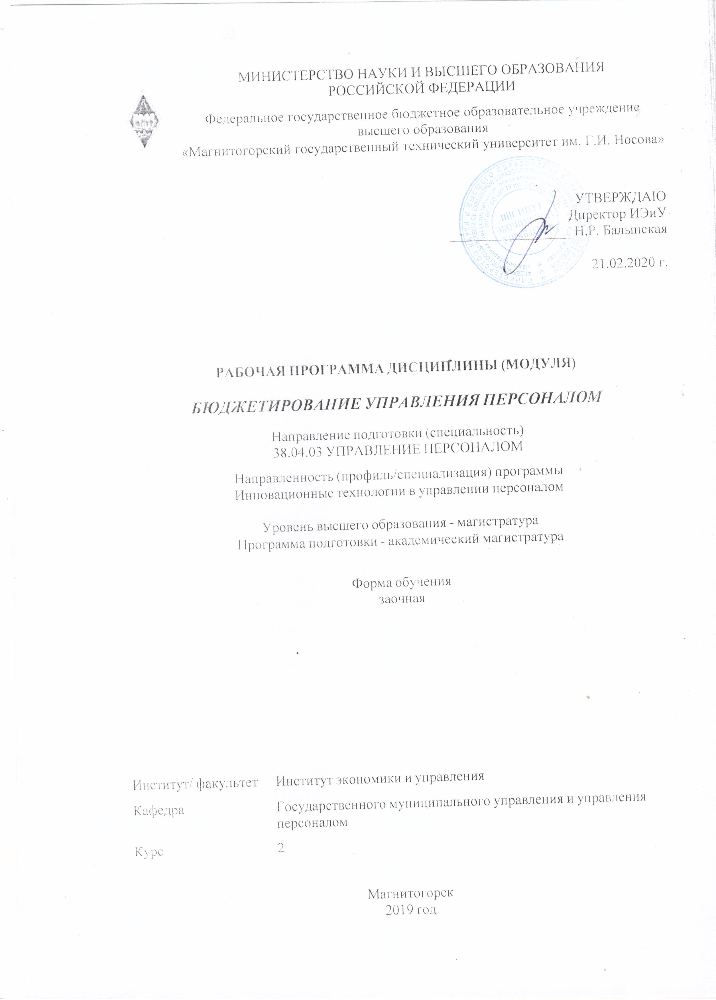 МИНИСТЕРСТВО НАУКИ И ВЫСШЕГО ОБРАЗОВАНИЯ
РОССИЙСКОЙ ФЕДЕРАЦИИ
Федеральное государственное бюджетное образовательное учреждение
высшего образования
«Магнитогорский государственный технический университет им. Г.И. Носова»
УТВЕРЖДАЮ
Директор ИЭиУ
Н.Р. Балынская
21.02.2020 г.
ИНСТИТУТ
ЭКОНОМИКИ
УПРАВЛЕНИЯ
РАБОЧАЯ ПРОГРАММА ДИСЦИПЛИНЫ (МОДУЛЯ)
БЮДЖЕТИРОВАНИЕ УПРАВЛЕНИЯ ПЕРСОНАЛОМ
Направление подготовки (специальность)
38.04.03 УПРАВЛЕНИЕ ПЕРСОНАЛОМ
Направленность (профиль/специализация) программы
Инновационные технологии в управлении персоналом
Уровень высшего образования - магистратура
Программа подготовки - академический магистратура
Форма обучения
заочная
Институт/ факультет Институт экономики и управления
Кафедра Государственного муниципального управления и управления
персоналом
Курс 2
Магнитогорск
2019 год